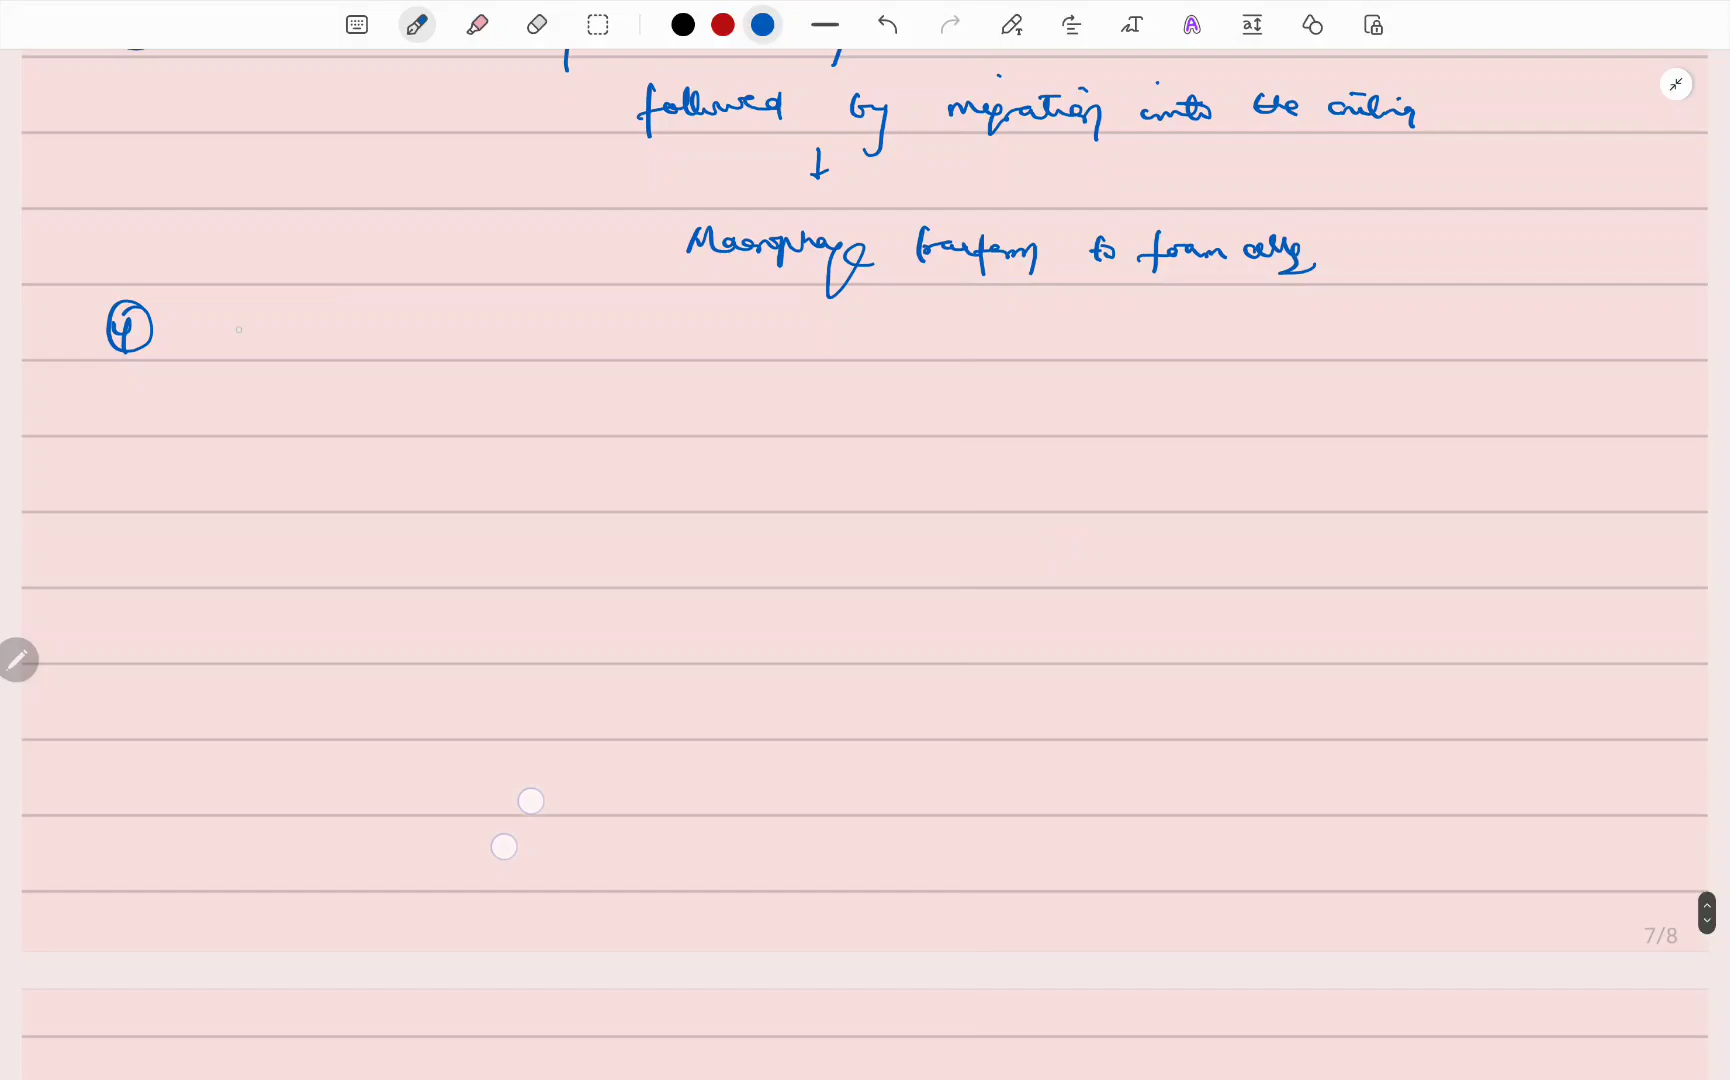 followed by migration into the intima
↓
Macrophage transform to foam cells
④
7/8